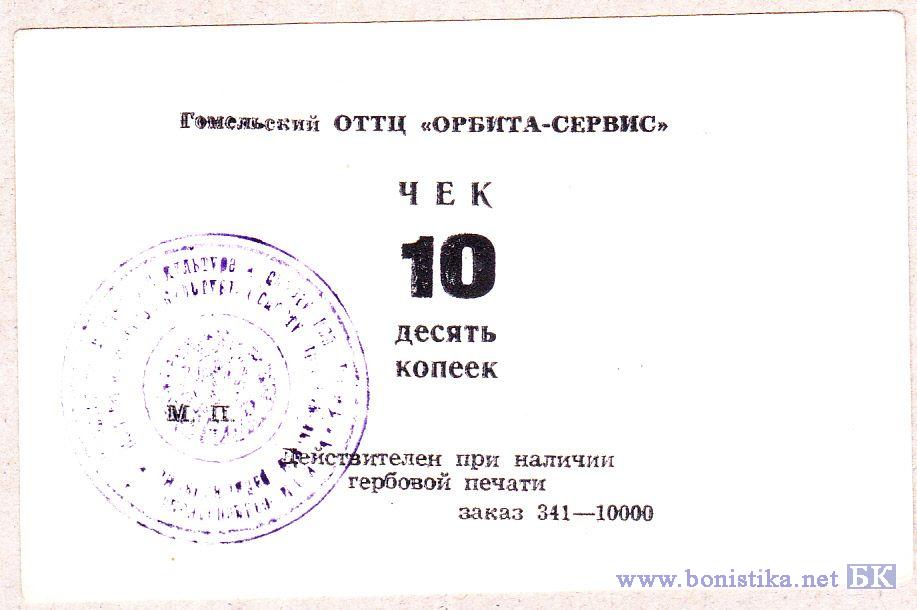 Гомельский ОТТЦ «ОРБИТА-СЕРВИС»
ЧЕК
10
десять
копеек
М. П.
Действителен при наличии
гербовой печати
заказ 341—10000
www.bonistika.net БК